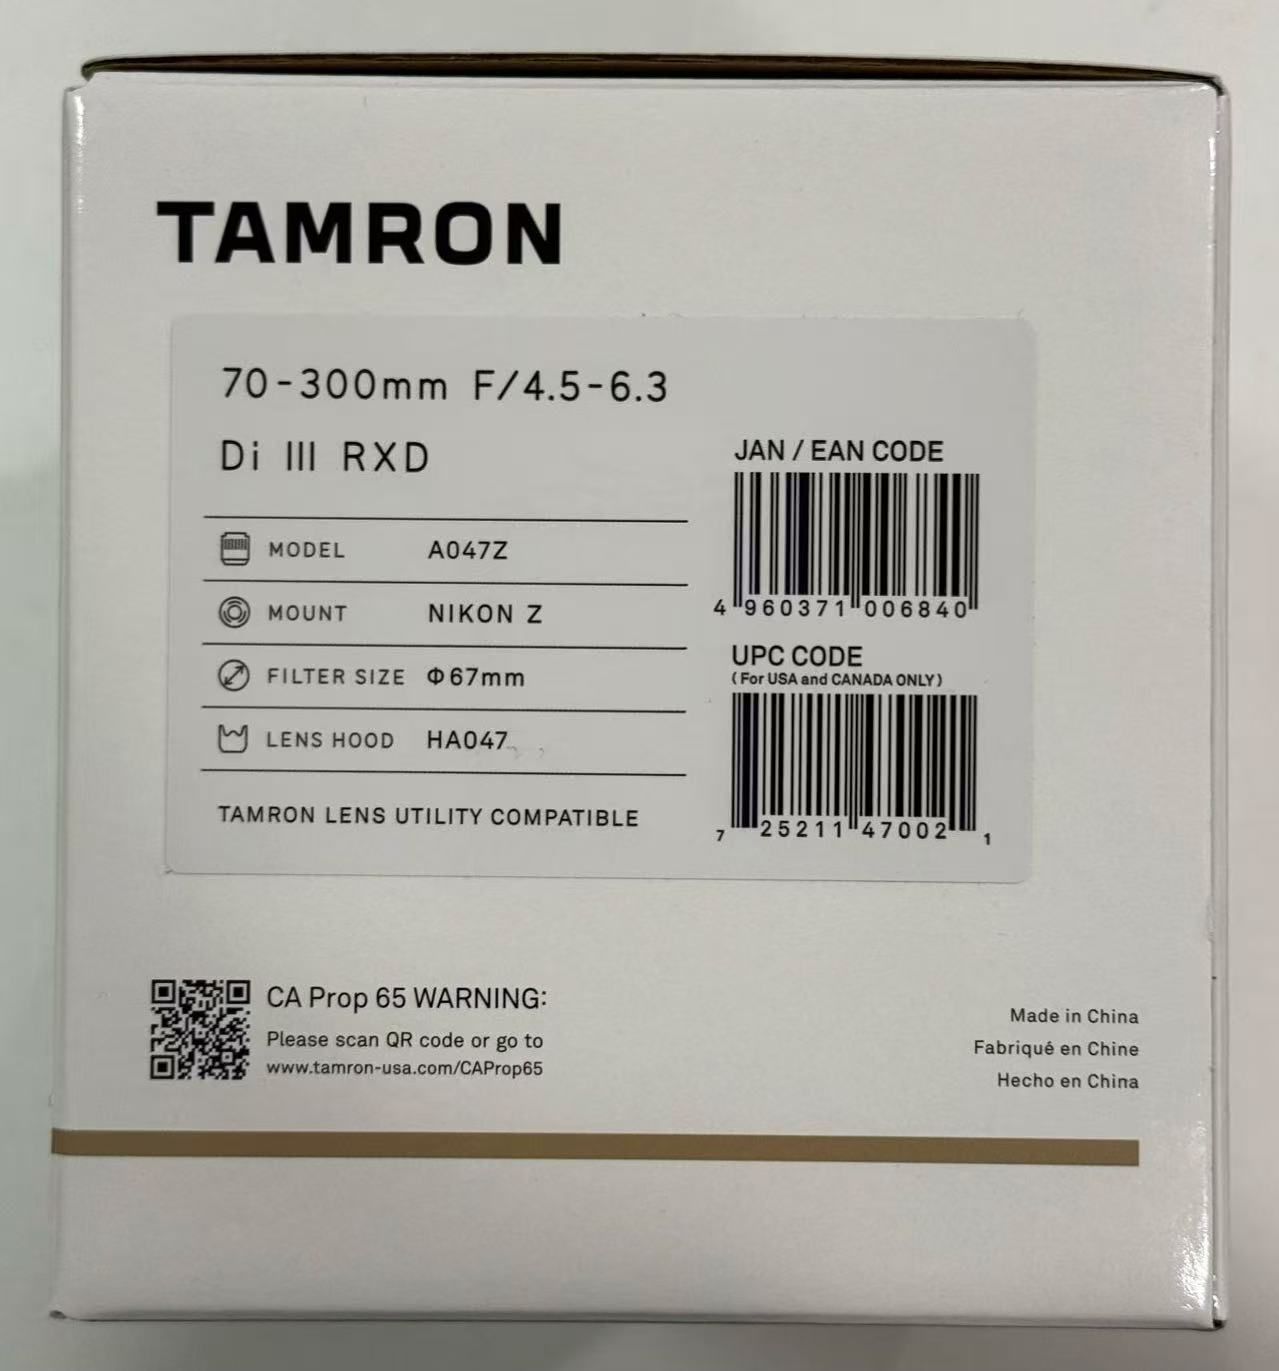 TAMRON
70-300mm F/4.5-6.3
Di III RXD
MODEL A047Z
MOUNT NIKON Z
FILTER SIZE Φ67mm
LENS HOOD HA047
TAMRON LENS UTILITY COMPATIBLE
JAN / EAN CODE
4 960371 006840
UPC CODE
(For USA and CANADA ONLY)
7 25211 47002 1
CA Prop 65 WARNING:
Please scan QR code or go to
www.tamron-usa.com/CAProp65
Made in China
Fabriqué en Chine
Hecho en China